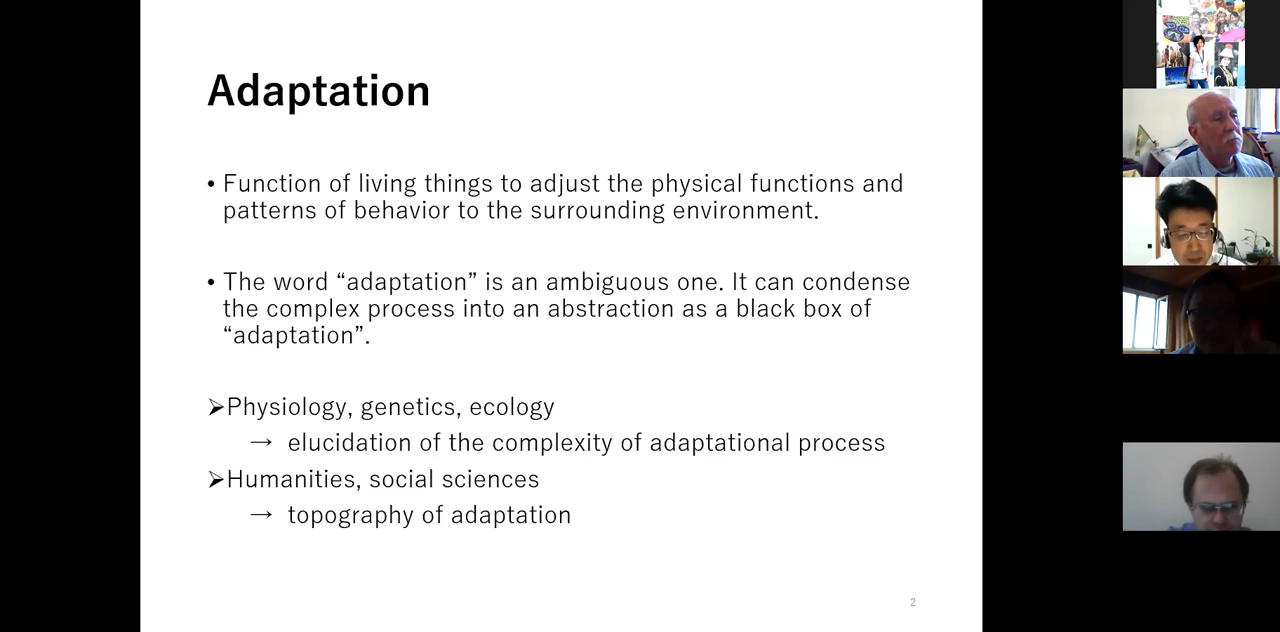 Adaptation
• Function of living things to adjust the physical functions and
patterns of behavior to the surrounding environment.
• The word “adaptation” is an ambiguous one. It can condense
the complex process into an abstraction as a black box of
“adaptation”.
➢Physiology, genetics, ecology
→ elucidation of the complexity of adaptational process
➢Humanities, social sciences
→ topography of adaptation
2